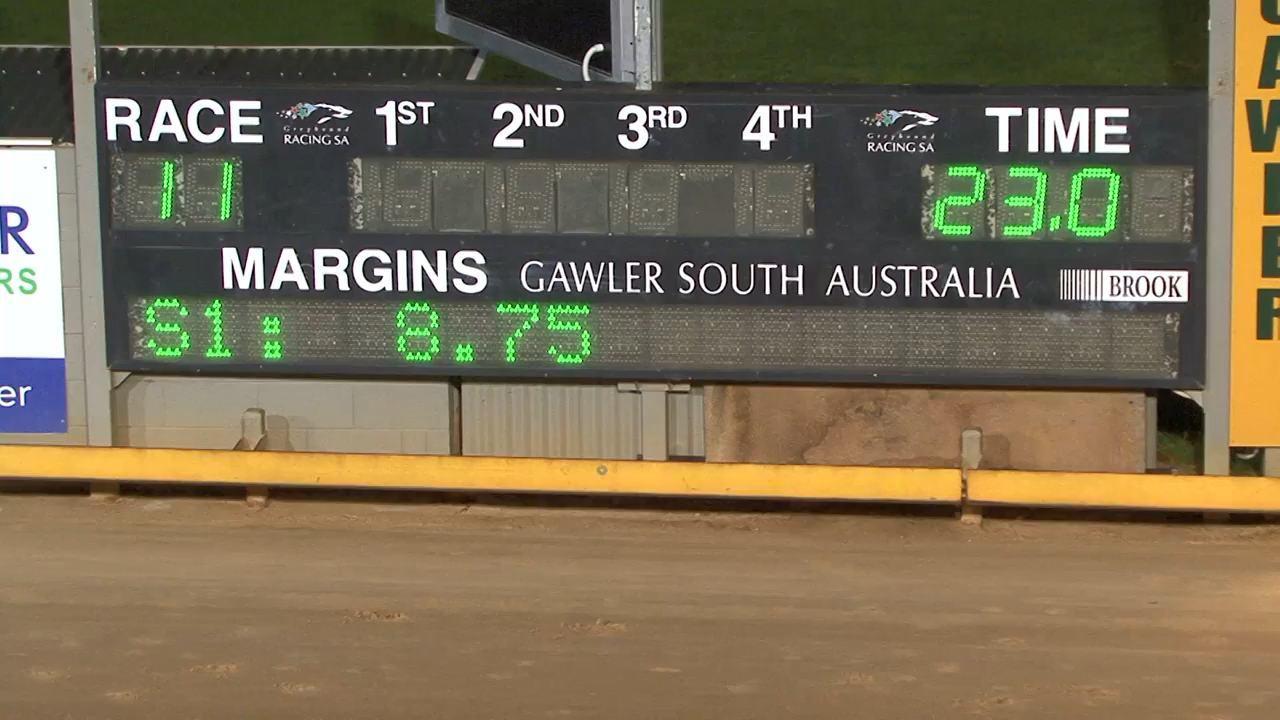 RACE Greyhound RACING SA 1ST 2ND 3RD 4TH Greyhound RACING SA TIME
11 23.0
MARGINS GAWLER SOUTH AUSTRALIA BROOK
S1: 8.75
R
RS
er
A
W
L
E
R